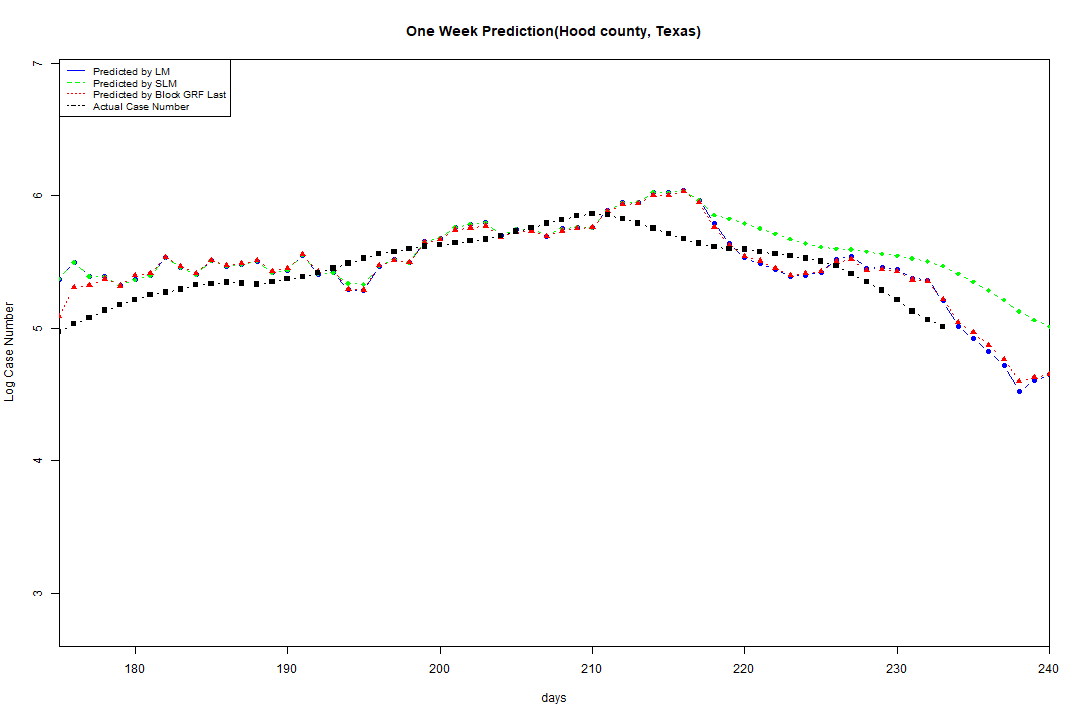 One Week Prediction(Hood county, Texas)
Predicted by LM
Predicted by SLM
Predicted by Block GRF Last
Actual Case Number
7
6
5
4
3
Log Case Number
180 190 200 210 220 230 240
days